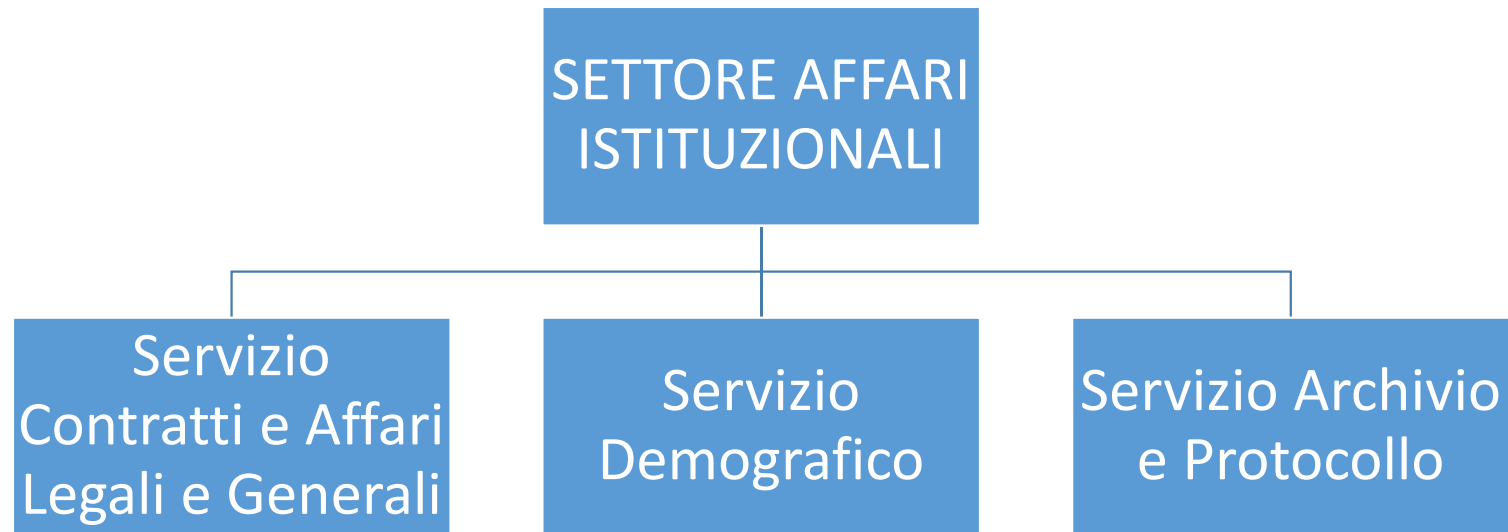 SETTORE AFFARI
ISTITUZIONALI
Servizio
Contratti e Affari
Legali e Generali
Servizio
Demografico
Servizio Archivio
e Protocollo